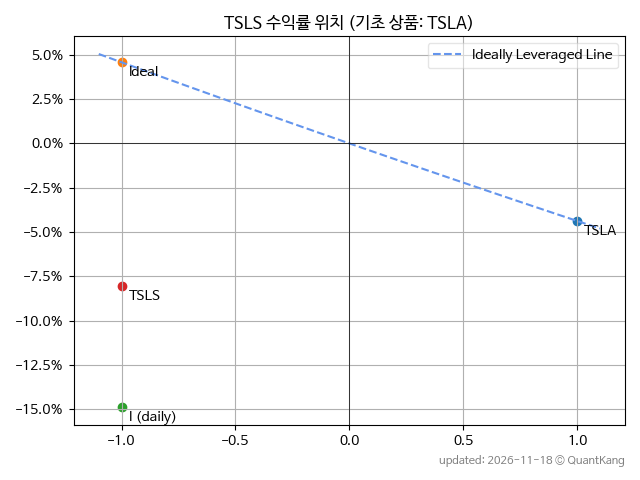 TSLS 수익률 위치 (기초 상품: TSLA)
Ideally Leveraged Line
5.0%
2.5%
0.0%
−2.5%
−5.0%
−7.5%
−10.0%
−12.5%
−15.0%
Ideal
TSLA
TSLS
I (daily)
−1.0
−0.5
0.0
0.5
1.0
updated: 2026-11-18 © QuantKang